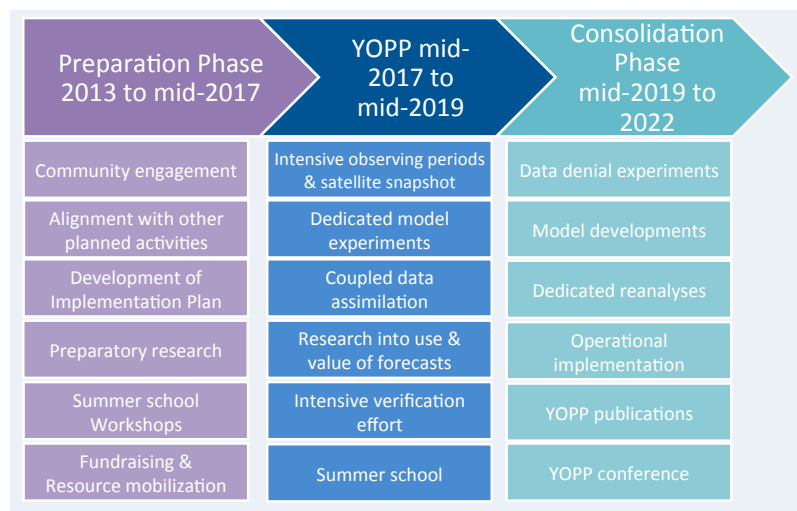 Preparation Phase
2013 to mid-2017
YOPP mid-
2017 to
mid-2019
Consolidation
Phase
mid-2019 to
2022
Community engagement
Alignment with other
planned activities
Development of
Implementation Plan
Preparatory research
Summer school
Workshops
Fundraising &
Resource mobilization
Intensive observing periods
& satellite snapshot
Dedicated model
experiments
Coupled data
assimilation
Research into use &
value of forecasts
Intensive verification
effort
Summer school
Data denial experiments
Model developments
Dedicated reanalyses
Operational
implementation
YOPP publications
YOPP conference